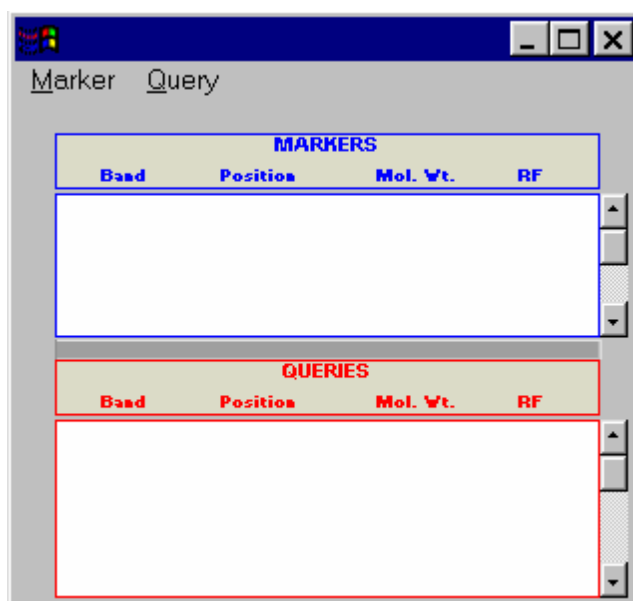 Marker Query
MARKERS
Band Position Mol. Wt. RF
QUERIES
Band Position Mol. Wt. RF